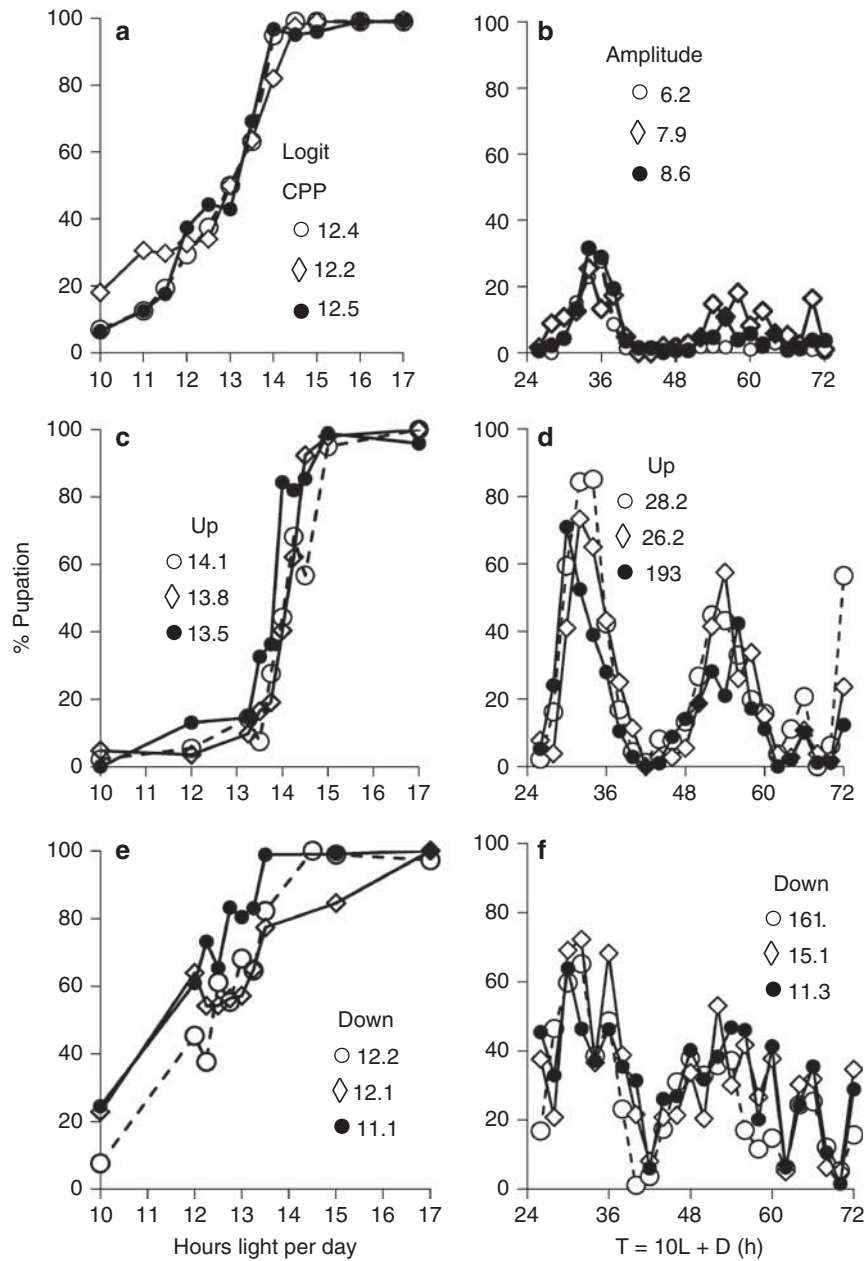 % Pupation
a
100
80
60
40
20
0
Logit
CPP
12.4
12.2
12.5
10 11 12 13 14 15 16 17
b
100
80
60
40
20
0
Amplitude
6.2
7.9
8.6
24 36 48 60 72
c
100
80
60
40
20
0
Up
14.1
13.8
13.5
10 11 12 13 14 15 16 17
d
100
80
60
40
20
0
Up
28.2
26.2
193
24 36 48 60 72
e
100
80
60
40
20
0
Down
12.2
12.1
11.1
10 11 12 13 14 15 16 17
Hours light per day
f
100
80
60
40
20
0
Down
161.
15.1
11.3
24 36 48 60 72
T = 10L + D (h)